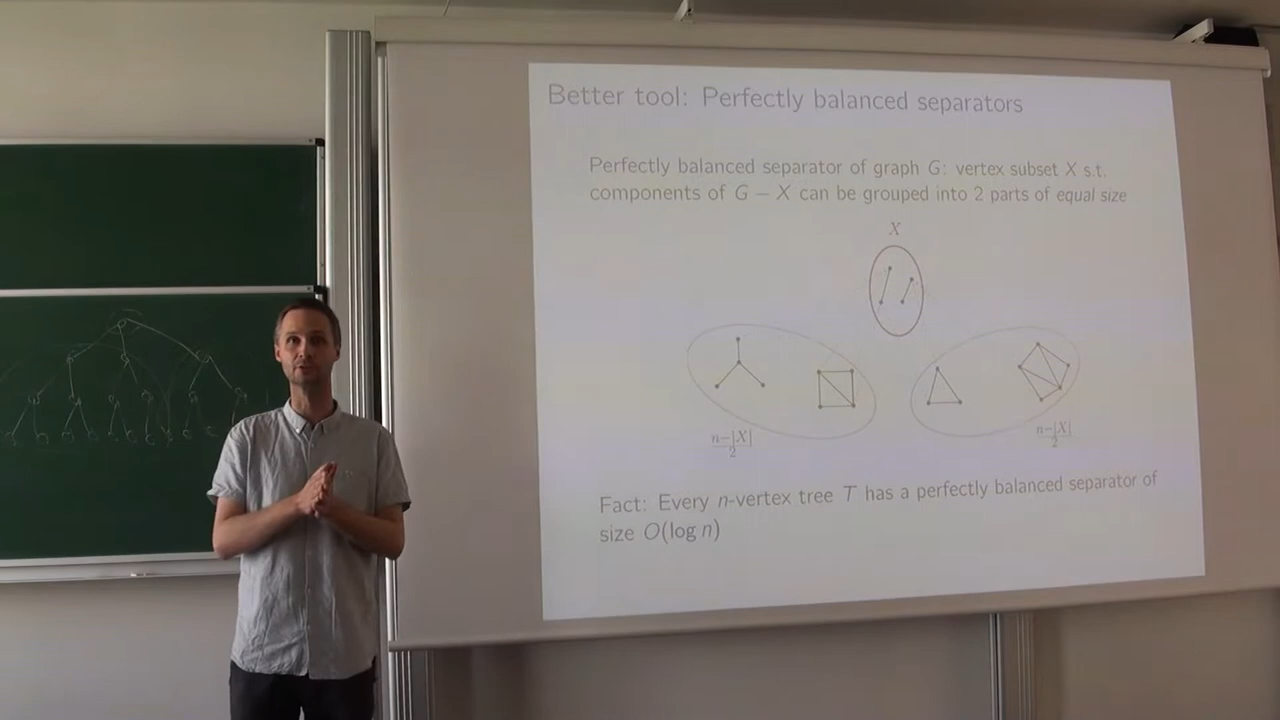 Better tool: Perfectly balanced separators
Perfectly balanced separator of graph G: vertex subset X s.t.
components of G − X can be grouped into 2 parts of equal size
X
n−|X|
2
n−|X|
2
Fact: Every n-vertex tree T has a perfectly balanced separator of
size O(log n)